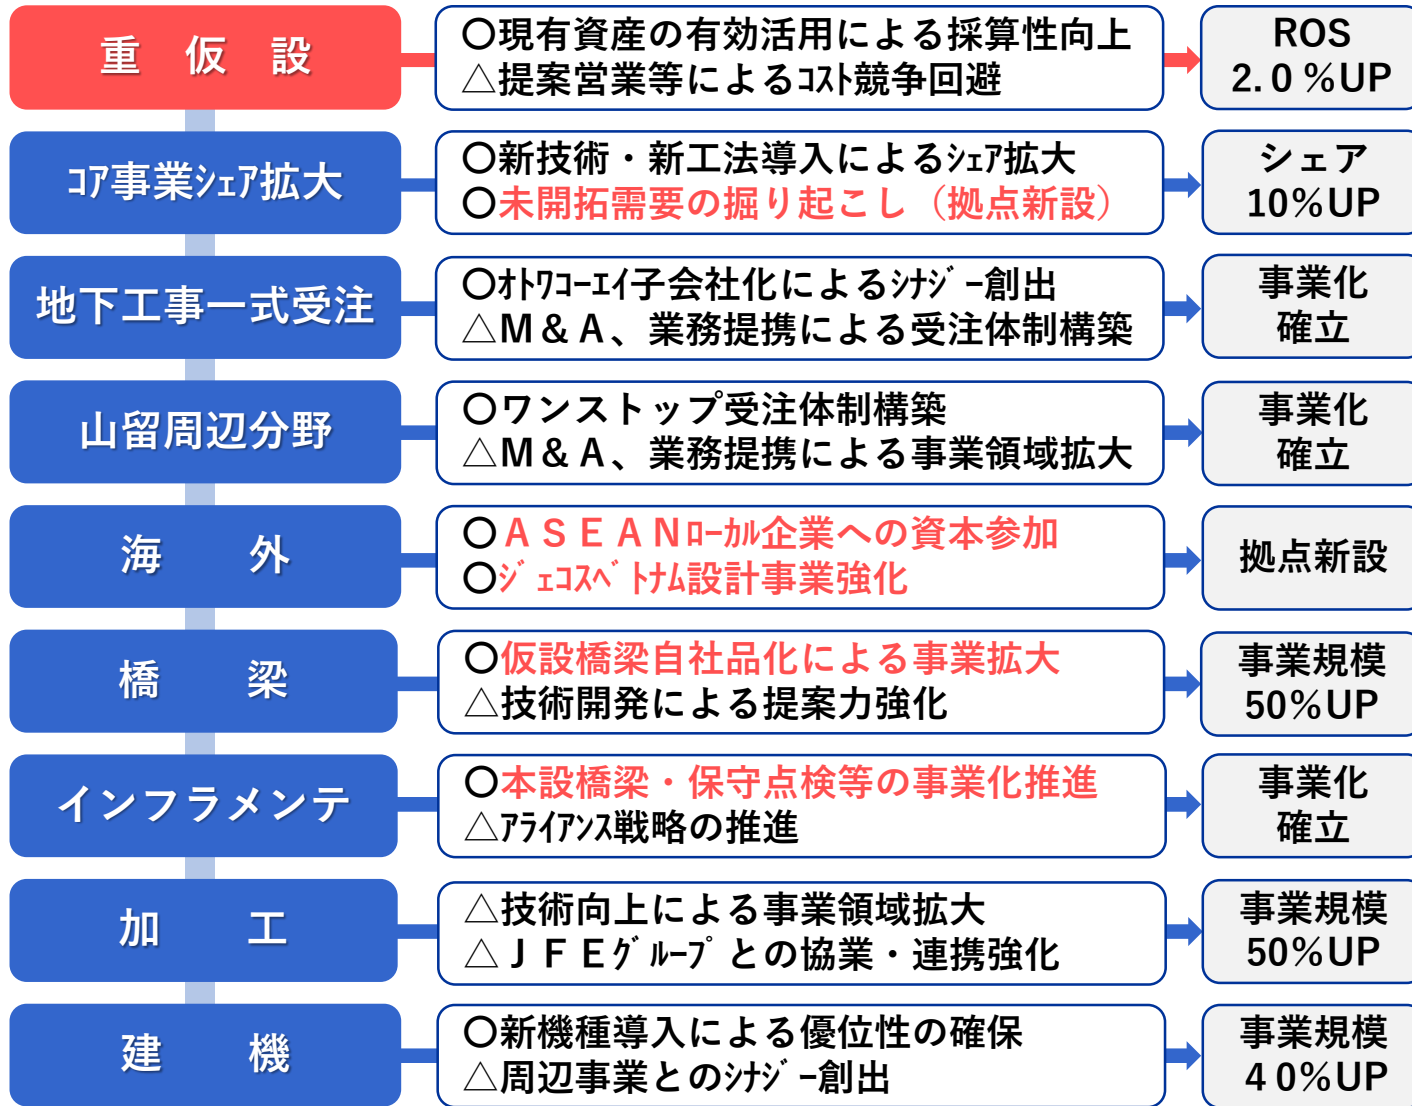 重 仮 設
〇現有資産の有効活用による採算性向上
△提案営業等によるｺｽﾄ競争回避
ROS
2.0%UP
ｺｱ事業ｼｪｱ拡大
〇新技術・新工法導入によるｼｪｱ拡大
〇未開拓需要の掘り起こし（拠点新設）
シェア
10%UP
地下工事一式受注
〇ｵﾄﾜｺｰｴｲ子会社化によるｼﾅｼﾞｰ創出
△Ｍ＆Ａ、業務提携による受注体制構築
事業化
確立
山留周辺分野
〇ワンストップ受注体制構築
△Ｍ＆Ａ、業務提携による事業領域拡大
事業化
確立
海 外
〇ＡＳＥＡＮﾛｰｶﾙ企業への資本参加
〇ｼﾞｪｺｽﾍﾞﾄﾅﾑ設計事業強化
拠点新設
橋 梁
〇仮設橋梁自社品化による事業拡大
△技術開発による提案力強化
事業規模
50%UP
インフラメンテ
〇本設橋梁・保守点検等の事業化推進
△ｱﾗｲｱﾝｽ戦略の推進
事業化
確立
加 工
△技術向上による事業領域拡大
△ＪＦＥｸﾞﾙｰﾌﾟとの協業・連携強化
事業規模
50%UP
建 機
〇新機種導入による優位性の確保
△周辺事業とのｼﾅｼﾞｰ創出
事業規模
４0%UP